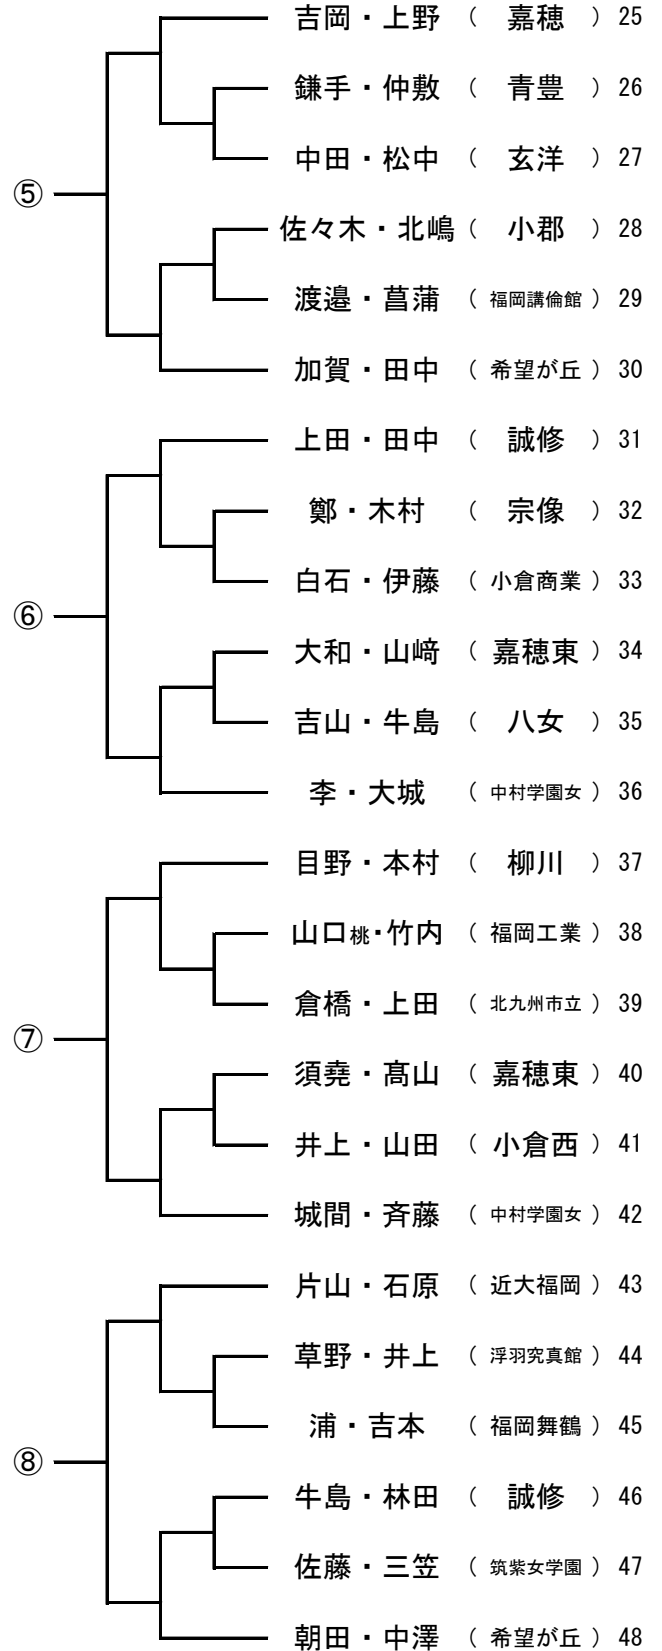 吉岡・上野 ( 嘉穂 ) 25
鎌手・仲敷 ( 青豊 ) 26
中田・松中 ( 玄洋 ) 27
⑤
佐々木・北嶋 ( 小郡 ) 28
渡邉・菖蒲 ( 福岡講倫館 ) 29
加賀・田中 ( 希望が丘 ) 30
上田・田中 ( 誠修 ) 31
鄭・木村 ( 宗像 ) 32
白石・伊藤 ( 小倉商業 ) 33
⑥
大和・山﨑 ( 嘉穂東 ) 34
吉山・牛島 ( 八女 ) 35
李・大城 ( 中村学園女 ) 36
目野・本村 ( 柳川 ) 37
山口桃・竹内 ( 福岡工業 ) 38
倉橋・上田 ( 北九州市立 ) 39
⑦
須堯・髙山 ( 嘉穂東 ) 40
井上・山田 ( 小倉西 ) 41
城間・斉藤 ( 中村学園女 ) 42
片山・石原 ( 近大福岡 ) 43
草野・井上 ( 浮羽究真館 ) 44
浦・吉本 ( 福岡舞鶴 ) 45
⑧
牛島・林田 ( 誠修 ) 46
佐藤・三笠 ( 筑紫女学園 ) 47
朝田・中澤 ( 希望が丘 ) 48